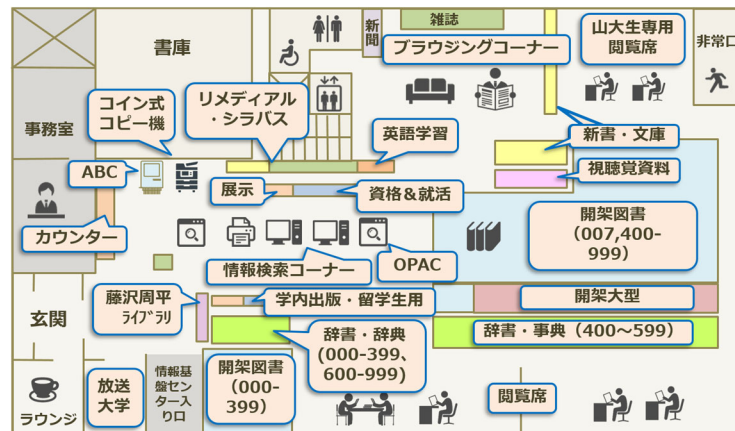 書庫
新聞
雑誌
ブラウジングコーナー
山大生専用
閲覧席
非常口
事務室
コイン式
コピー機
リメディアル
・シラバス
英語学習
新書・文庫
ABC
視聴覚資料
展示
資格&就活
カウンター
開架図書
(007,400-
999)
情報検索コーナー
OPAC
玄関
藤沢周平
ﾗｲﾌﾞﾗﾘ
学内出版・留学生用
開架大型
辞書・辞典
(000-399、
600-999)
辞書・事典（400～599）
ラウンジ
放送
大学
情報基
盤セン
ター入
り口
開架図書
（000-
399）
閲覧席